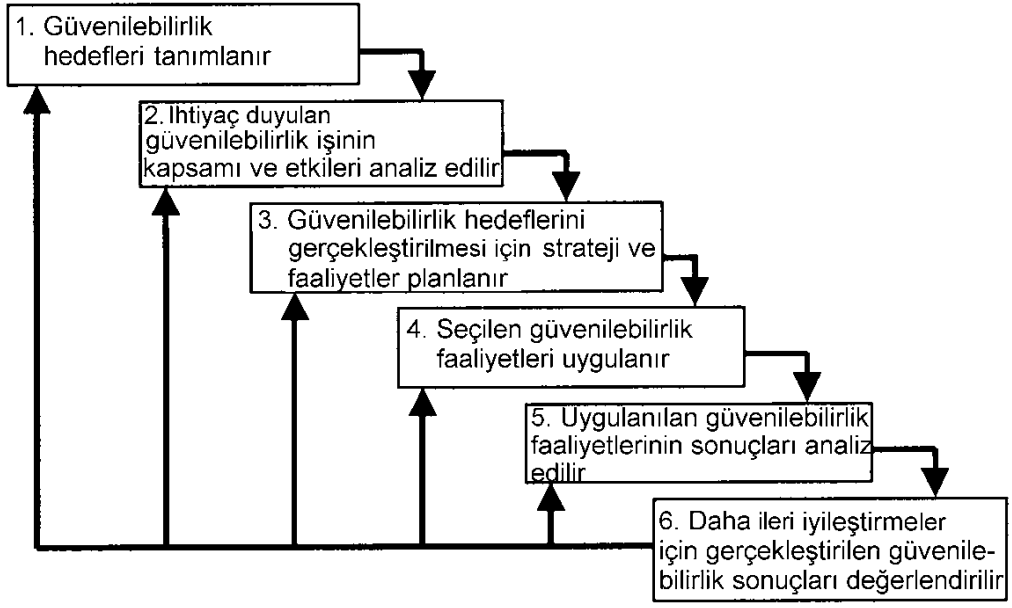 1. Güvenilebilirlik
hedefleri tanımlanır
2. Ihtiyaç duyulan
güvenilebilirlik işinin
kapsamı ve etkileri analiz edilir
3. Güvenilebilirlik hedeflerini
gerçekleştirilmesi için strateji ve
faaliyetler planlanır
4. Seçilen güvenilebilirlik
faaliyetleri uygulanır
5. Uygulanılan güvenilebilirlik
faaliyetlerinin sonuçları analiz
edilir
6. Daha ileri iyileştirmeler
için gerçekleştirilen güvenile-
bilirlik sonuçları değerlendirilir